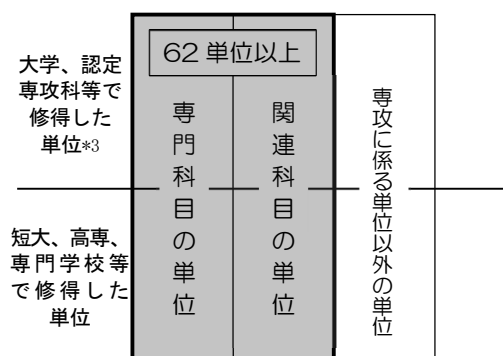 大学、認定
専攻科等で
修得した
単位*3
62単位以上
専門科目の単位
関連科目の単位
専攻に係る単位以外の単位
短大、高専、
専門学校等
で修得した
単位